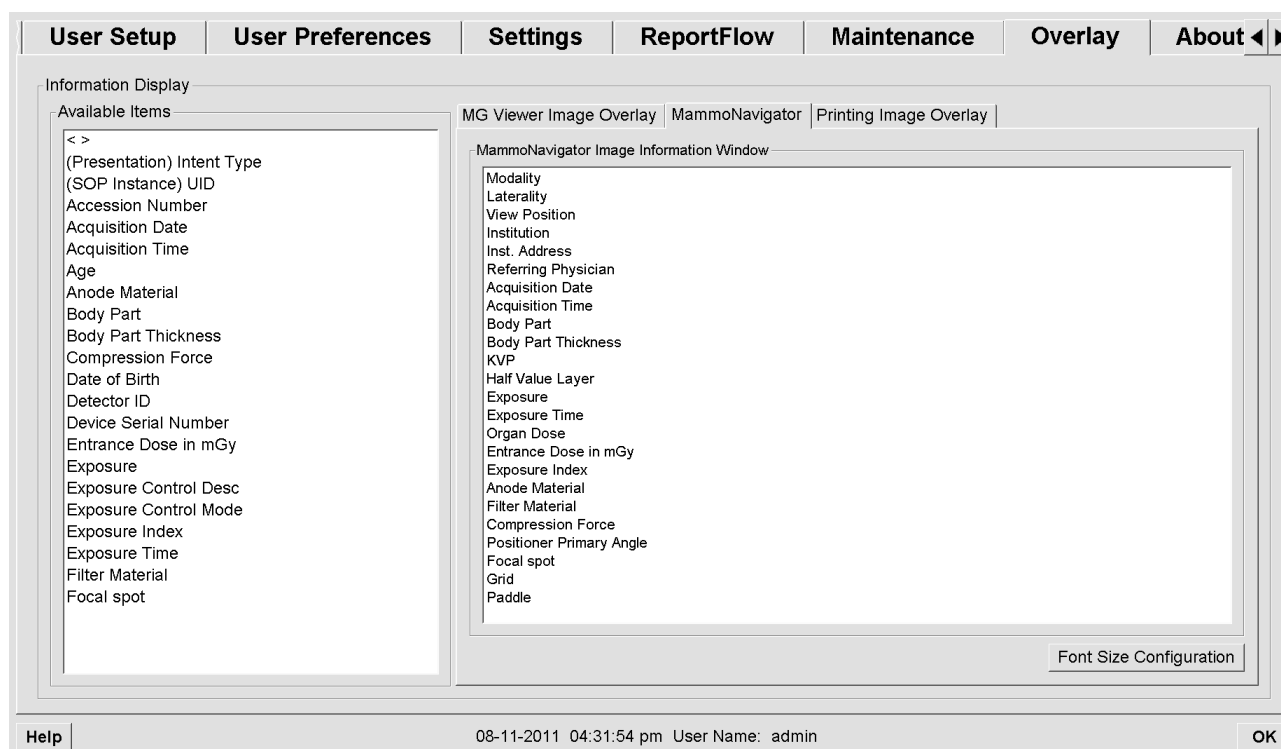 User Setup
User Preferences
Settings
ReportFlow
Maintenance
Overlay
About
Information Display
Available Items
< >
(Presentation) Intent Type
(SOP Instance) UID
Accession Number
Acquisition Date
Acquisition Time
Age
Anode Material
Body Part
Body Part Thickness
Compression Force
Date of Birth
Detector ID
Device Serial Number
Entrance Dose in mGy
Exposure
Exposure Control Desc
Exposure Control Mode
Exposure Index
Exposure Time
Filter Material
Focal spot
MG Viewer Image Overlay
MammoNavigator
Printing Image Overlay
MammoNavigator Image Information Window
Modality
Laterality
View Position
Institution
Inst. Address
Referring Physician
Acquisition Date
Acquisition Time
Body Part
Body Part Thickness
KVP
Half Value Layer
Exposure
Exposure Time
Organ Dose
Entrance Dose in mGy
Exposure Index
Anode Material
Filter Material
Compression Force
Positioner Primary Angle
Focal spot
Grid
Paddle
Font Size Configuration
Help
08-11-2011 04:31:54 pm User Name: admin
OK